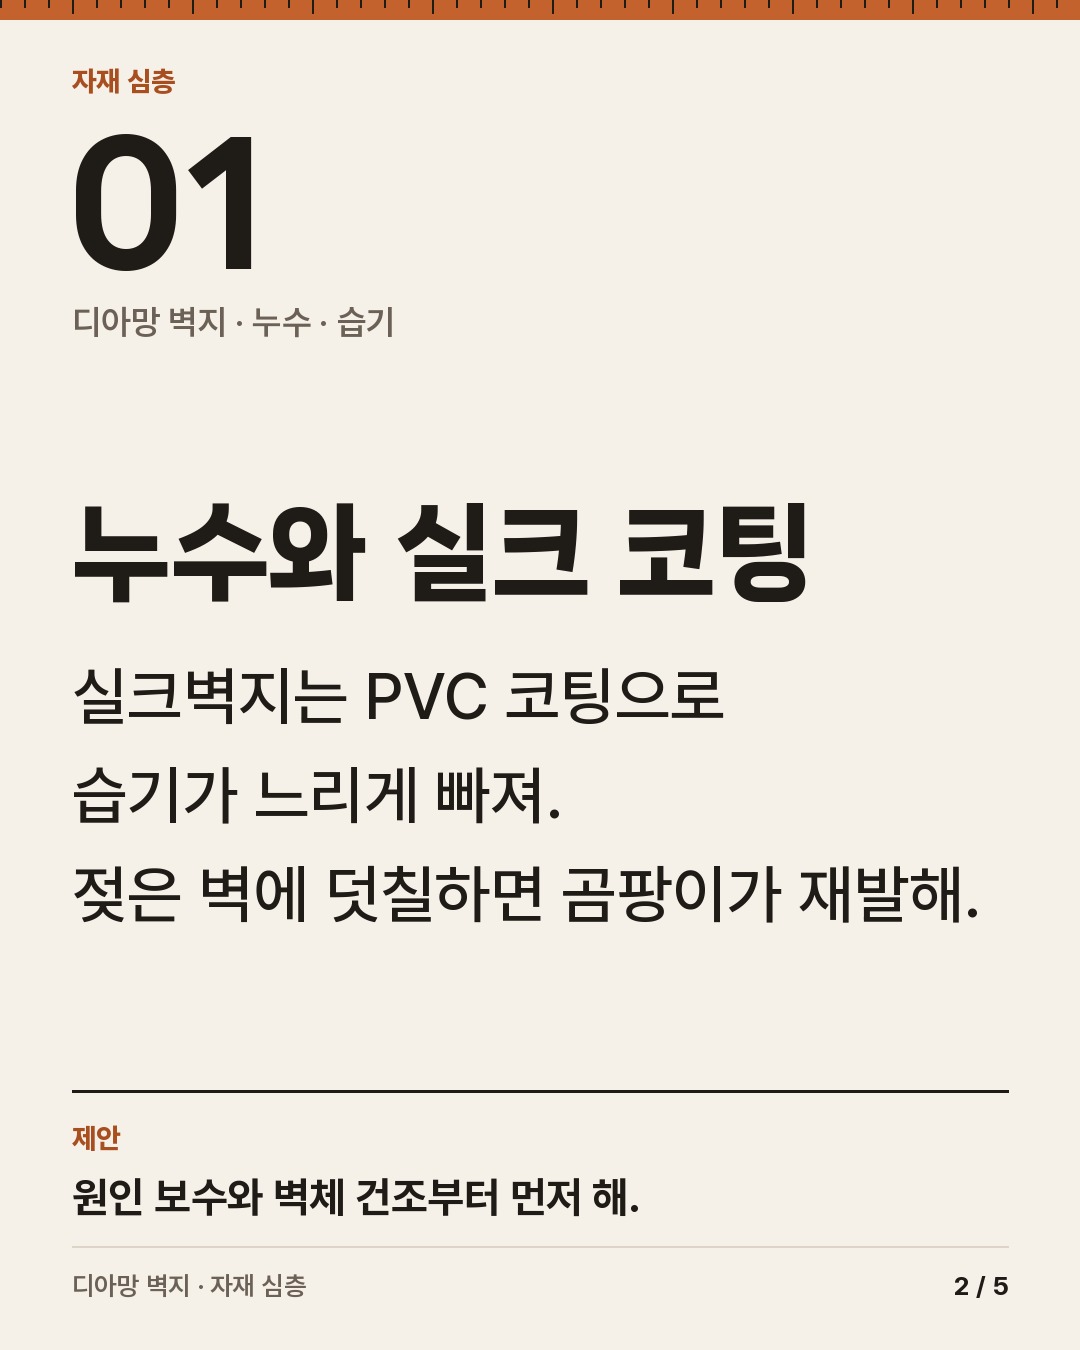 자재 심층
01
디아망 벽지 · 누수 · 습기
누수와 실크 코팅
실크벽지는 PVC 코팅으로
습기가 느리게 빠져.
젖은 벽에 덧칠하면 곰팡이가 재발해.
제안
원인 보수와 벽체 건조부터 먼저 해.
디아망 벽지 · 자재 심층
2 / 5